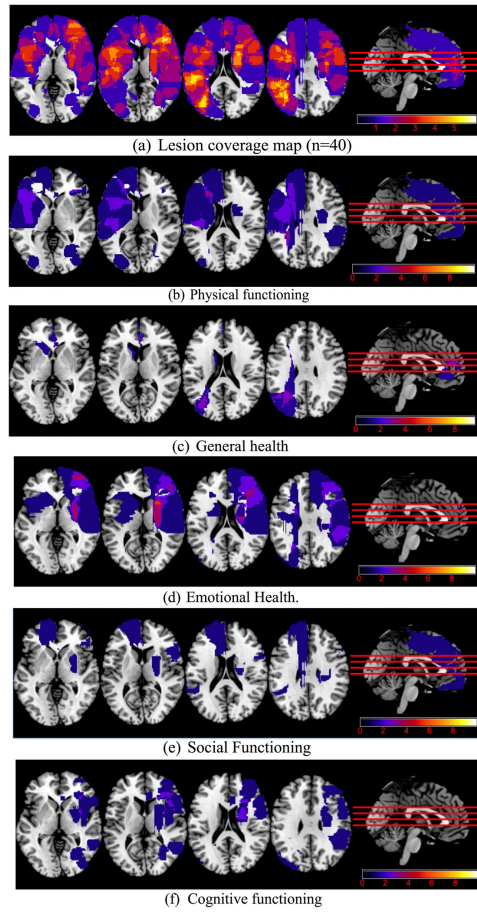 1 2 3 4 5
(a) Lesion coverage map (n=40)
0 2 4 6 8
(b) Physical functioning
0 2 4 6 8
(c) General health
0 2 4 6 8
(d) Emotional Health.
0 2 4 6 8
(e) Social Functioning
0 2 4 6 8
(f) Cognitive functioning